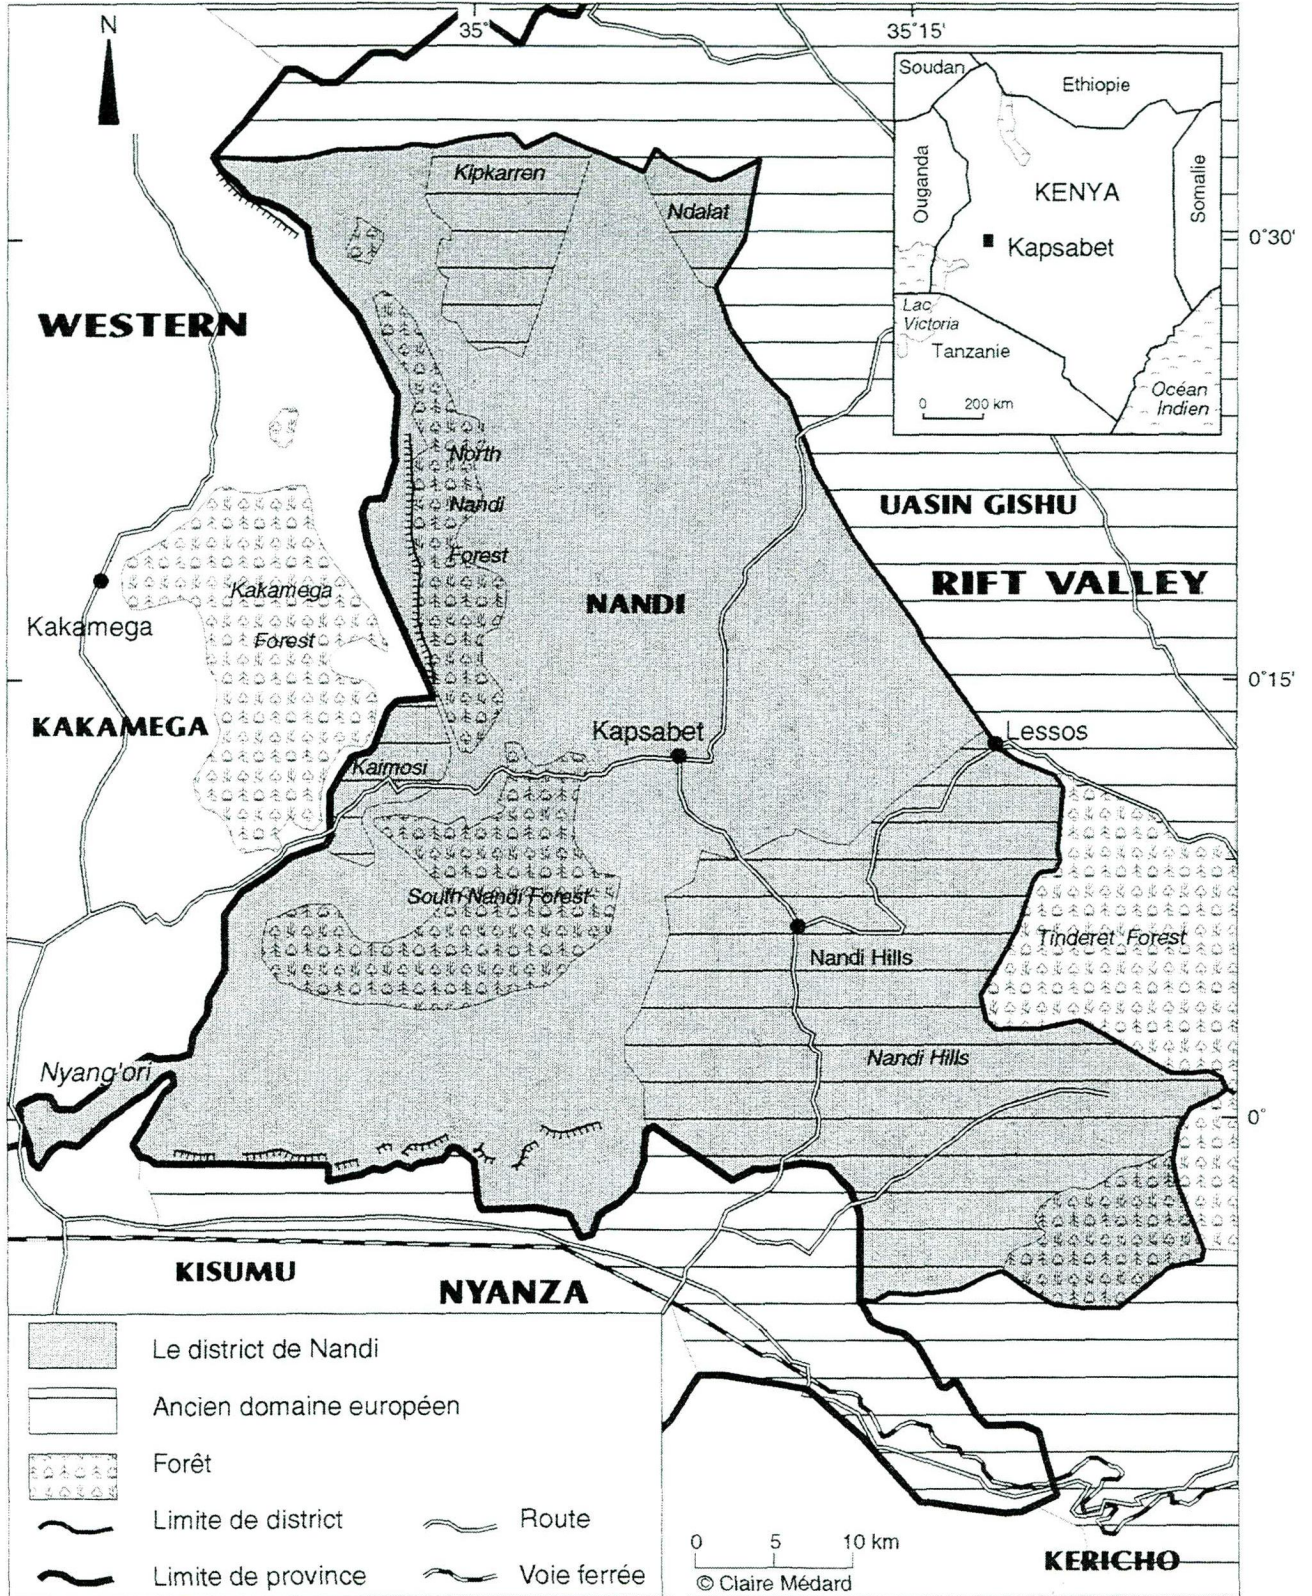 N
35°
35°15'
Soudan
Ethiopie
Ouganda
KENYA
Somalie
Kapsabet
Lac
Victoria
Tanzanie
Océan
Indien
0 200 km
Kipkarren
Ndalat
0°30'
WESTERN
North
Nandi
Forest
UASIN GISHU
RIFT VALLEY
Kakamega
Forest
NANDI
Kakamega
0°15'
KAKAMEGA
Kapsabet
Lessos
Kaimosi
South Nandi Forest
Tinderet Forest
Nandi Hills
Nandi Hills
Nyang'ori
0°
KISUMU
NYANZA
Le district de Nandi
Ancien domaine européen
Forêt
Limite de district
Route
Limite de province
Voie ferrée
0 5 10 km
© Claire Médard
KERICHO